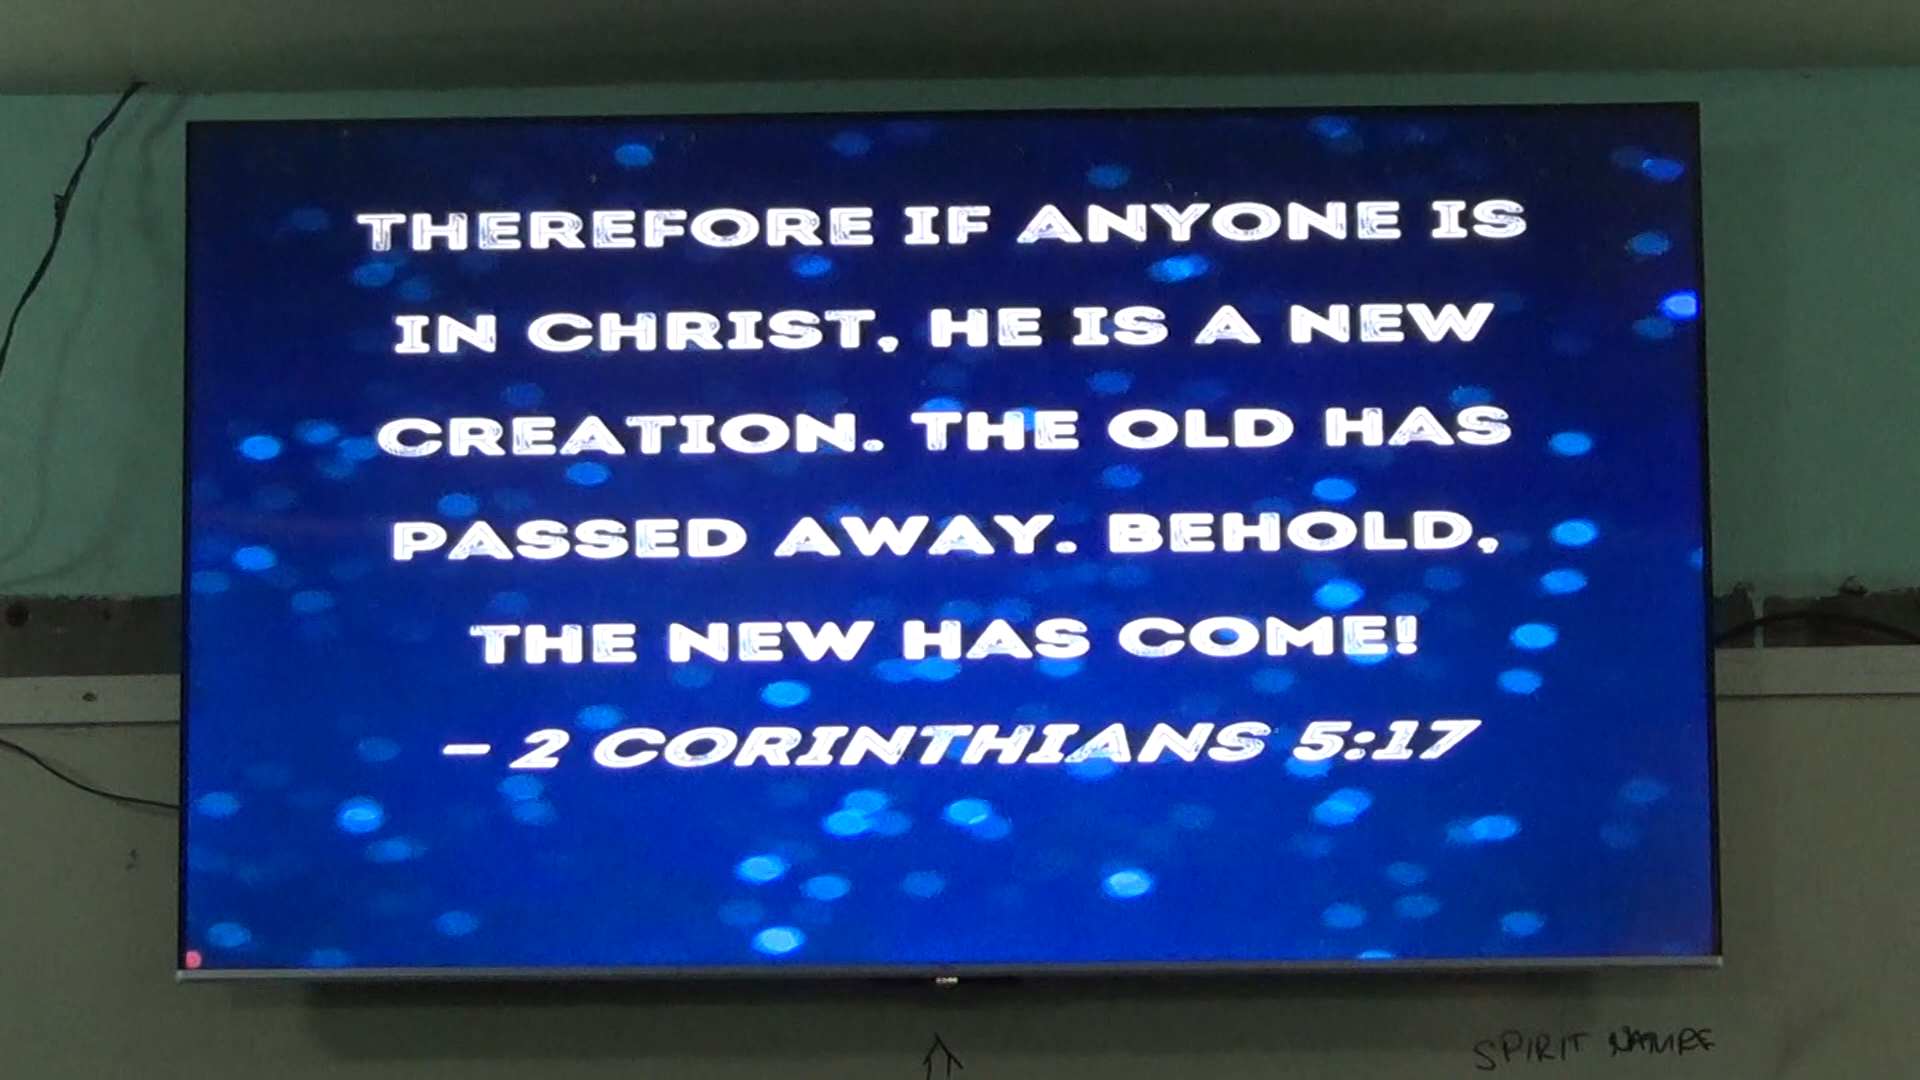 THEREFORE IF ANYONE IS
IN CHRIST, HE IS A NEW
CREATION. THE OLD HAS
PASSED AWAY. BEHOLD,
THE NEW HAS COME!
– 2 CORINTHIANS 5:17
SPIRIT NATURE